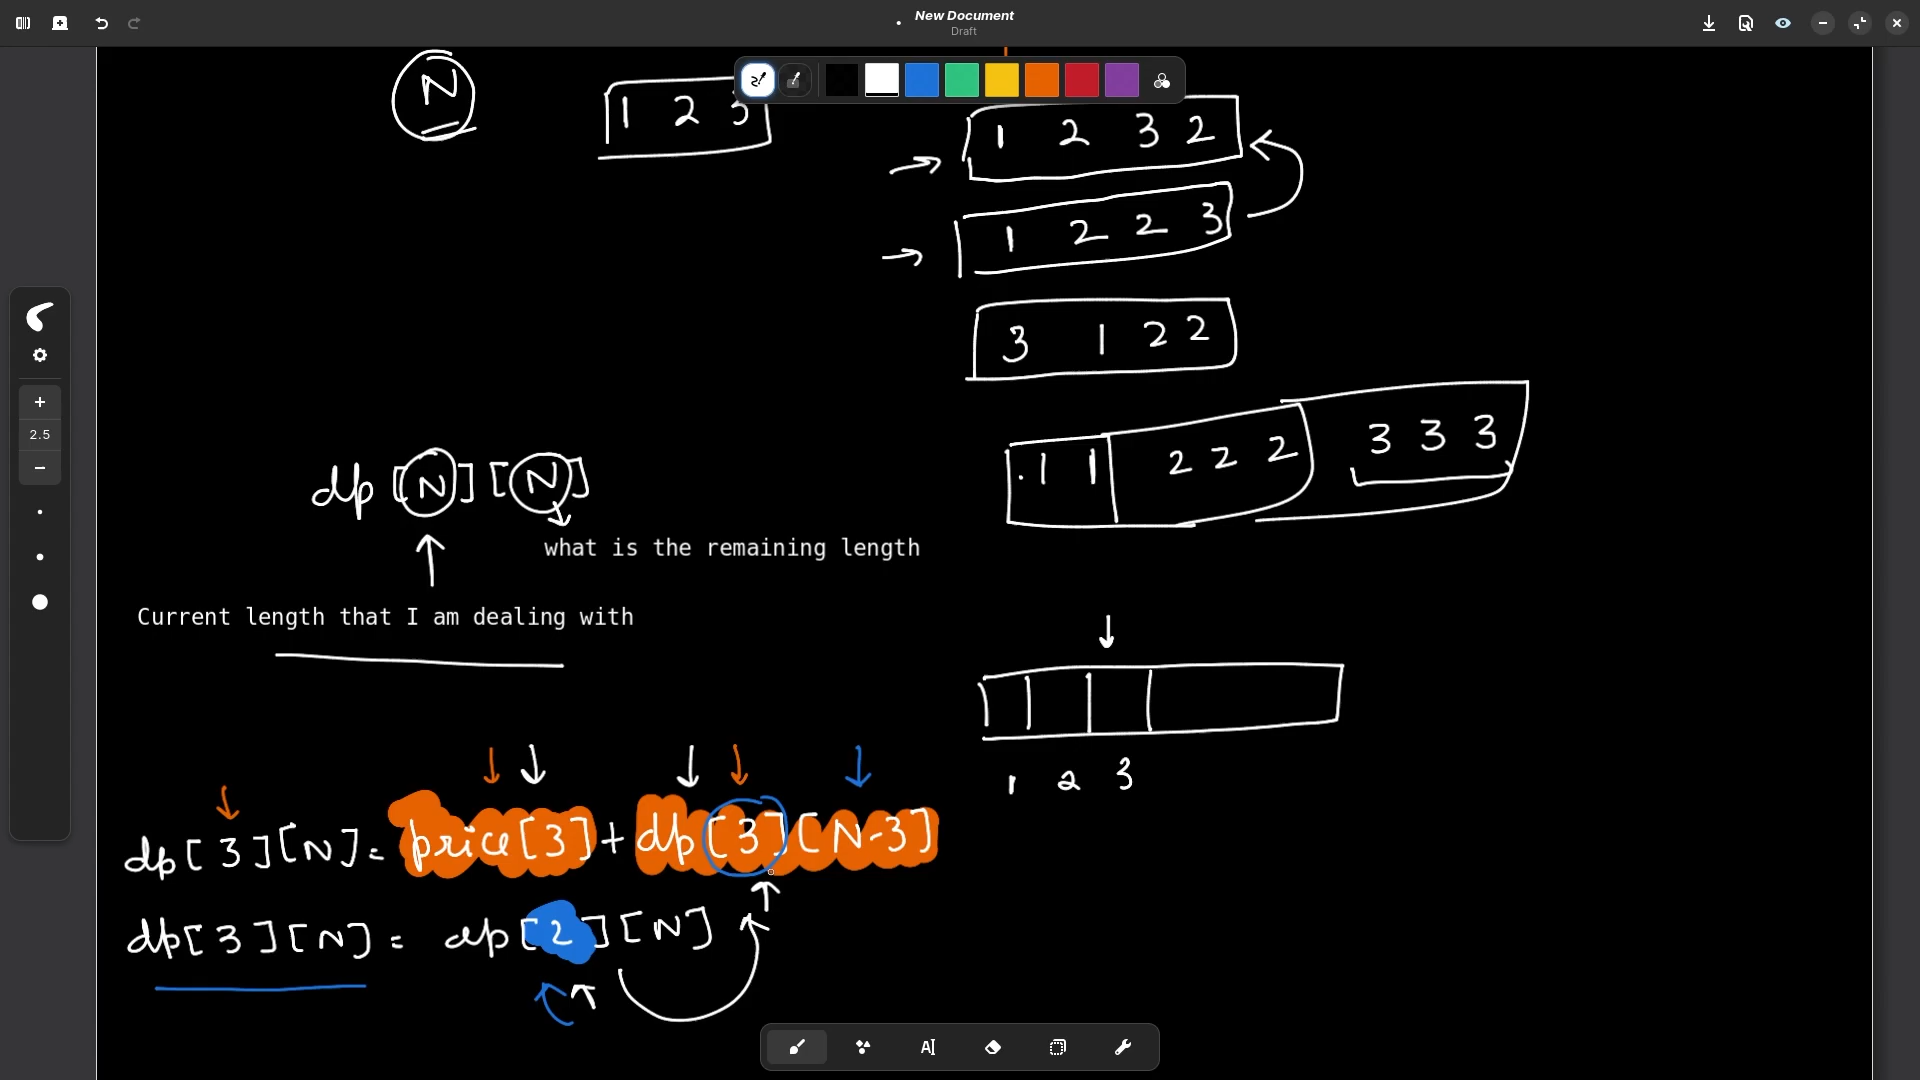 New Document
Draft
N
1 2 3
1 2 3 2
1 2 2 3
3 1 2 2
1 1 2 2 2 3 3 3
+
2.5
−
dp [N] [N]
what is the remaining length
Current length that I am dealing with
1 2 3
dp[3][N] = price[3] + dp[3][N-3]
dp[3][N] = dp[2][N]
AI